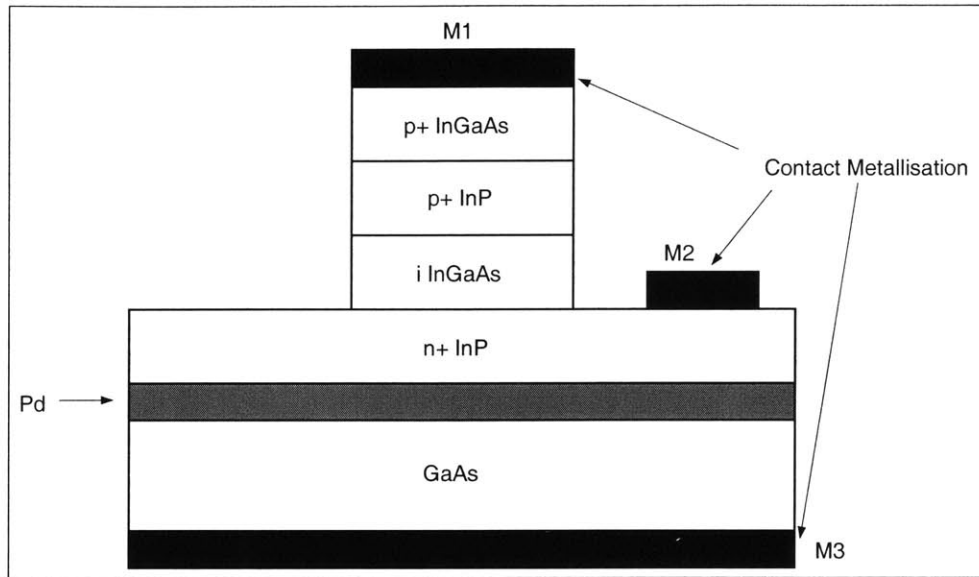 M1
p+ InGaAs
p+ InP
Contact Metallisation
i InGaAs
M2
n+ InP
Pd
GaAs
M3